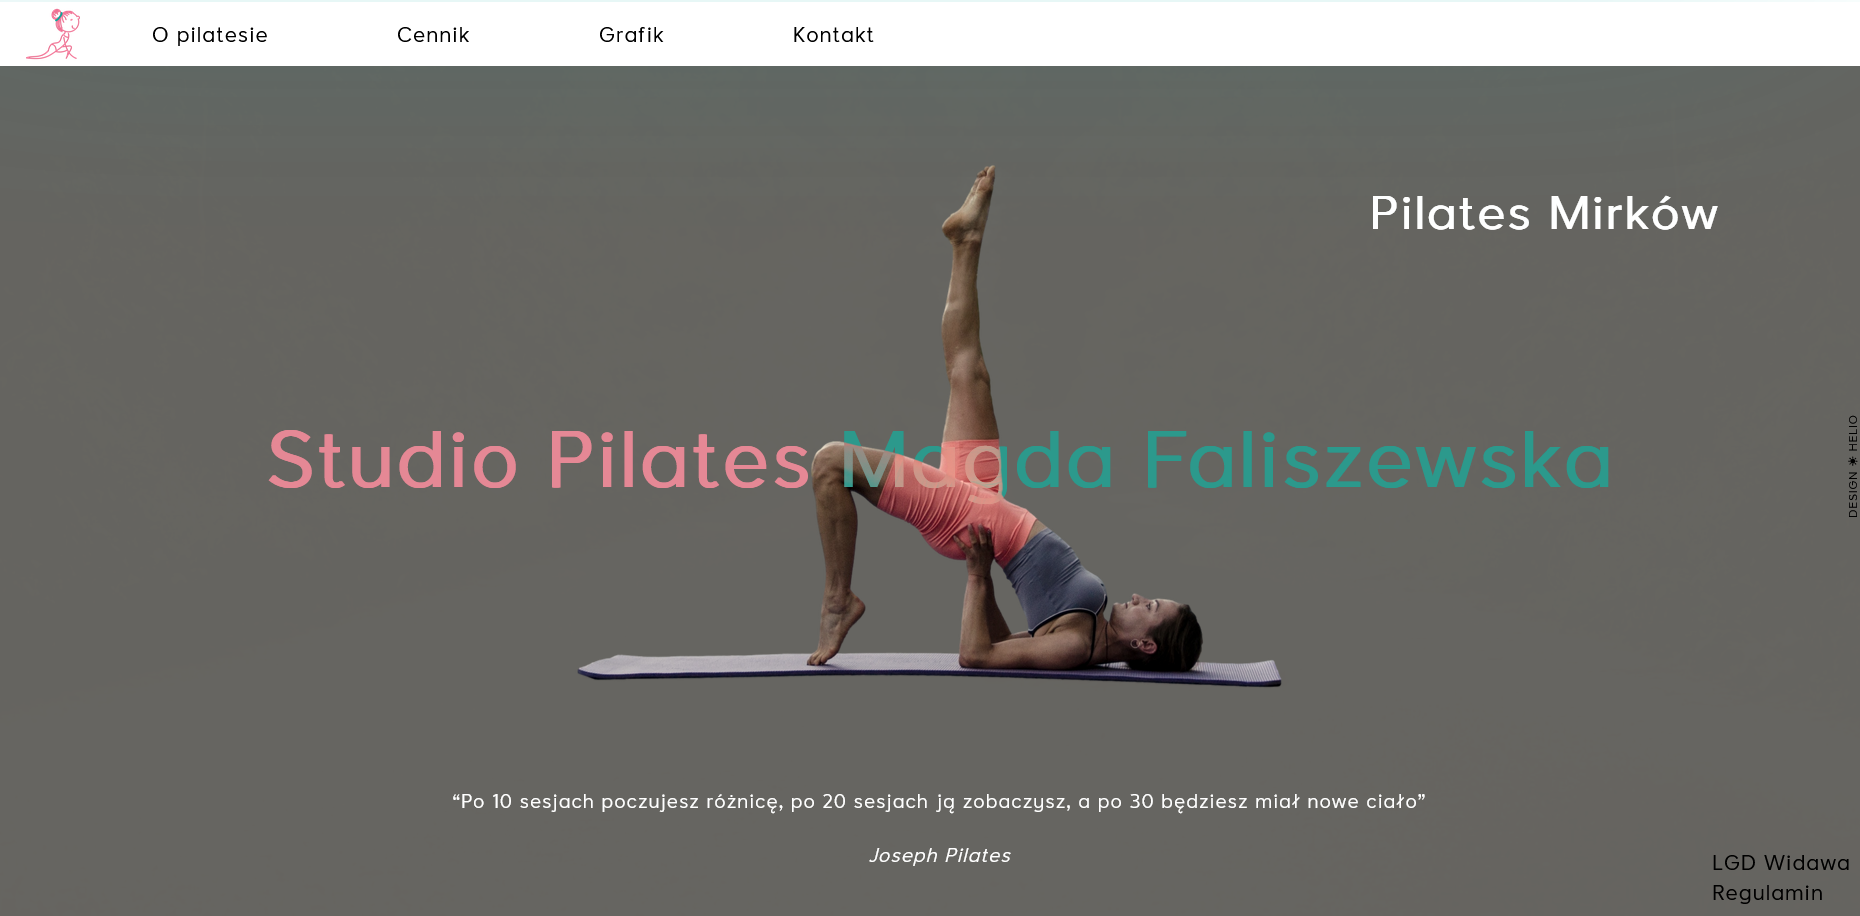 O pilatesie
Cennik
Grafik
Kontakt
Pilates Mirków
Studio Pilates Magda Faliszewska
DESIGN ☀ HELIO
“Po 10 sesjach poczujesz różnicę, po 20 sesjach ją zobaczysz, a po 30 będziesz miał nowe ciało”
Joseph Pilates
LGD Widawa
Regulamin